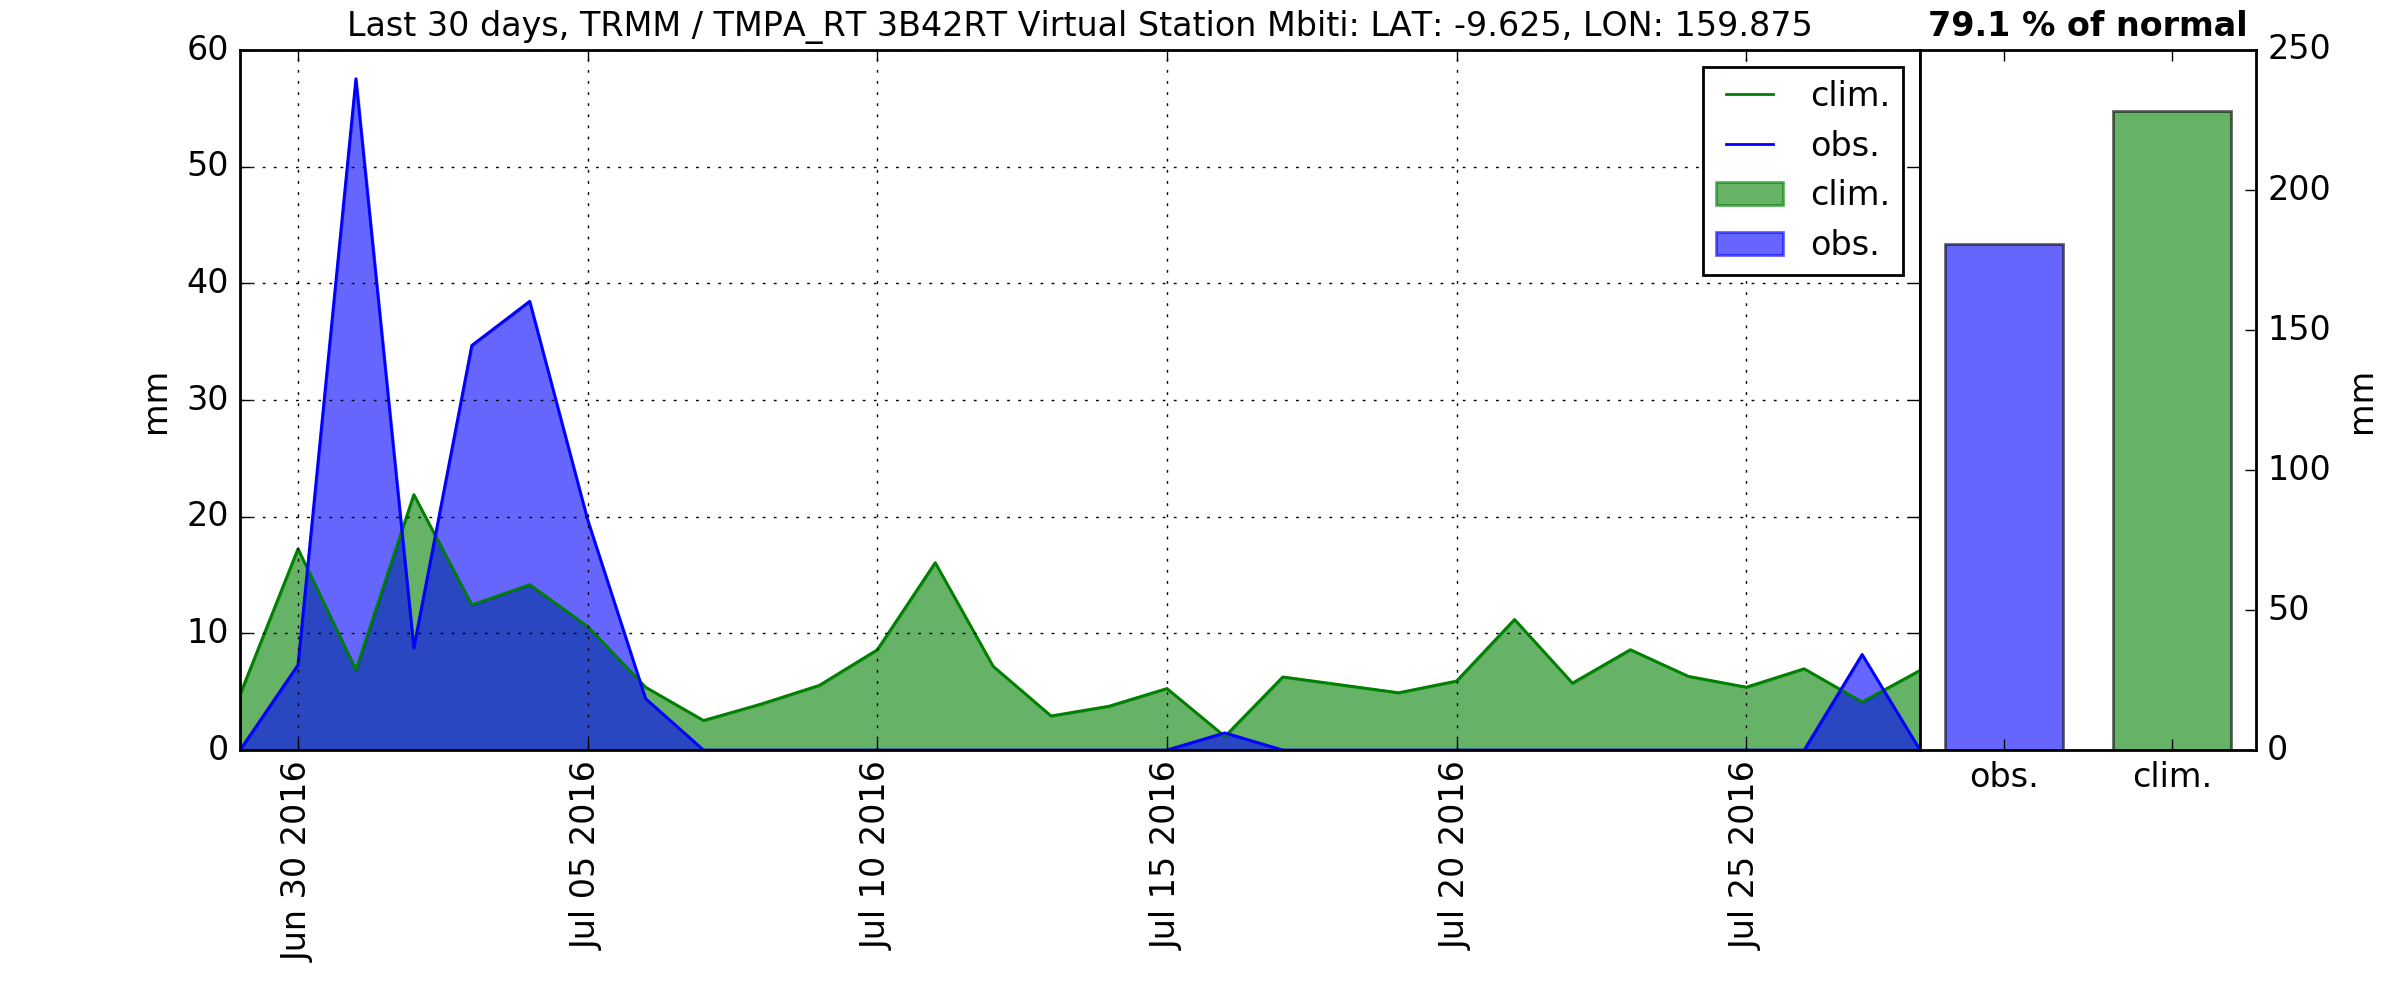 Last 30 days, TRMM / TMPA_RT 3B42RT Virtual Station Mbiti: LAT: -9.625, LON: 159.875
79.1 % of normal
60
50
40
30
20
10
0
mm
clim.
obs.
clim.
obs.
250
200
150
100
50
0
mm
Jun 30 2016
Jul 05 2016
Jul 10 2016
Jul 15 2016
Jul 20 2016
Jul 25 2016
obs.
clim.